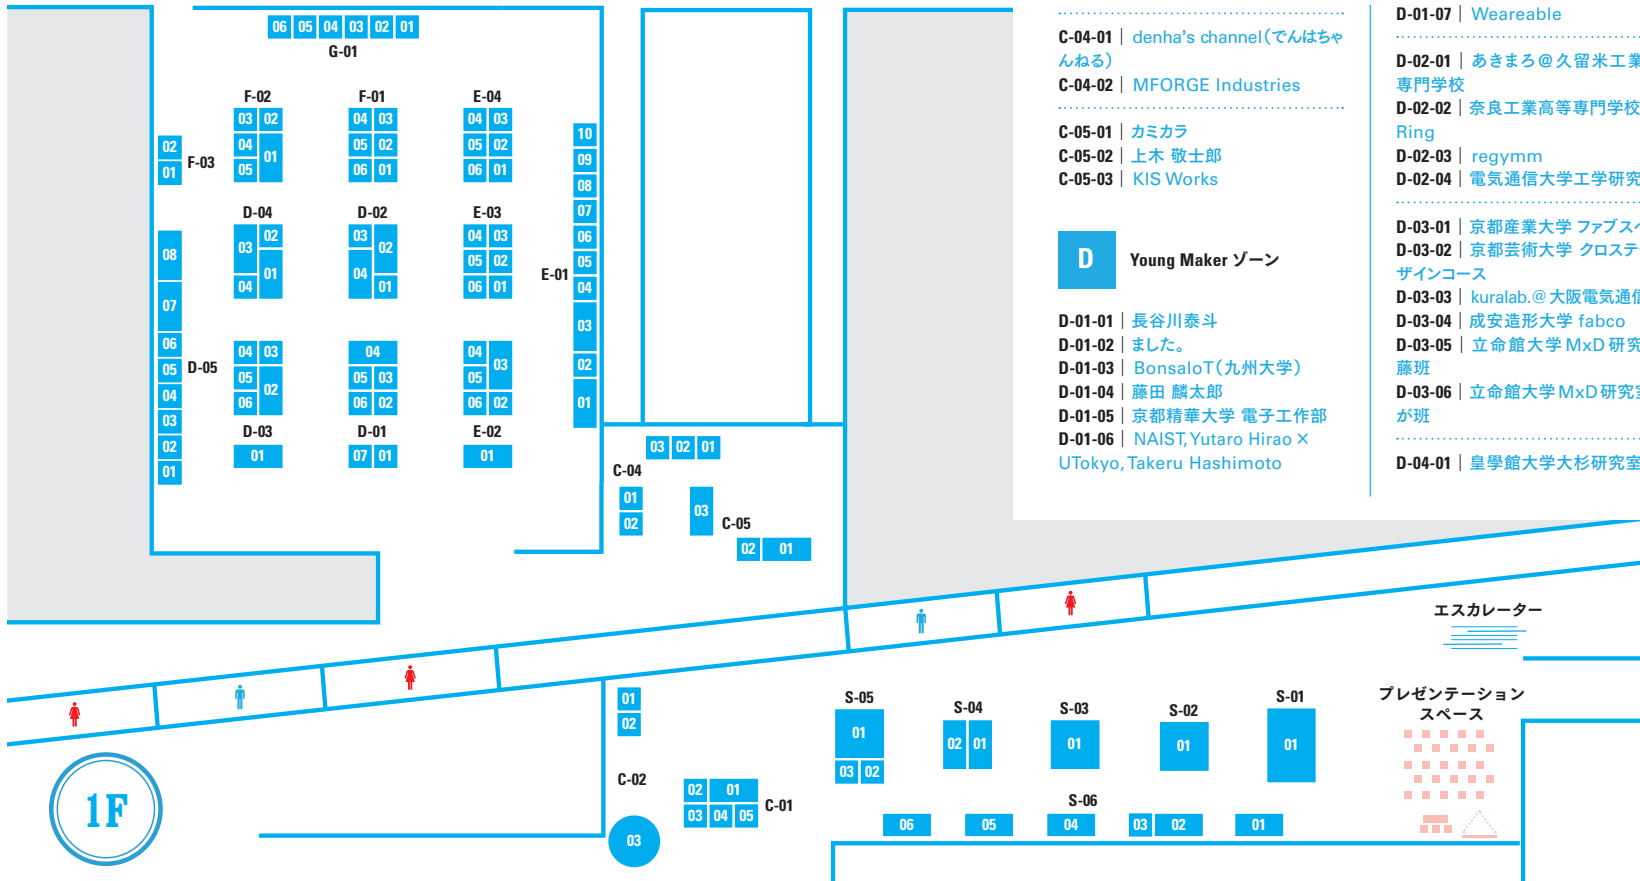 06 05 04 03 02 01
G-01
F-02
03 02
04
01
05
F-01
04 03
05 02
06 01
E-04
04 03
05 02
06 01
02
01
F-03
10
09
08
07
06
05
04
03
02
01
E-01
D-04
02
03
01
04
D-02
03
02
04
01
E-03
04 03
05 02
06 01
08
07
06
05
04
03
02
01
D-05
04 03
05
02
06
D-03
01
04
05 03
06 02
D-01
07 01
04
03
05
06 02
E-02
01
03 02 01
C-04
01
02
03
C-05
02 01
C-04-01 | denha's channel(でんはちゃ
んねる)
C-04-02 | MFORGE Industries
C-05-01 | カミカラ
C-05-02 | 上木 敬士郎
C-05-03 | KIS Works
D
Young Maker ゾーン
D-01-01 | 長谷川泰斗
D-01-02 | ました。
D-01-03 | BonsaIoT(九州大学)
D-01-04 | 藤田 麟太郎
D-01-05 | 京都精華大学 電子工作部
D-01-06 | NAIST, Yutaro Hirao ×
UTokyo, Takeru Hashimoto
D-01-07 | Weareable
D-02-01 | あきまろ@久留米工業
専門学校
D-02-02 | 奈良工業高等専門学校
Ring
D-02-03 | regymm
D-02-04 | 電気通信大学工学研究
D-03-01 | 京都産業大学 ファブスペ
D-03-02 | 京都芸術大学 クロステ
ザインコース
D-03-03 | kuralab.@大阪電気通信
D-03-04 | 成安造形大学 fabco
D-03-05 | 立命館大学MxD研究
藤班
D-03-06 | 立命館大学MxD研究室
が班
D-04-01 | 皇學館大学大杉研究室
エスカレーター
プレゼンテーション
スペース
1F
01
02
C-02
03
02 01
03 04 05
C-01
S-05
01
03 02
S-04
02 01
S-03
01
S-02
01
S-01
01
S-06
06 05 04 03 02 01